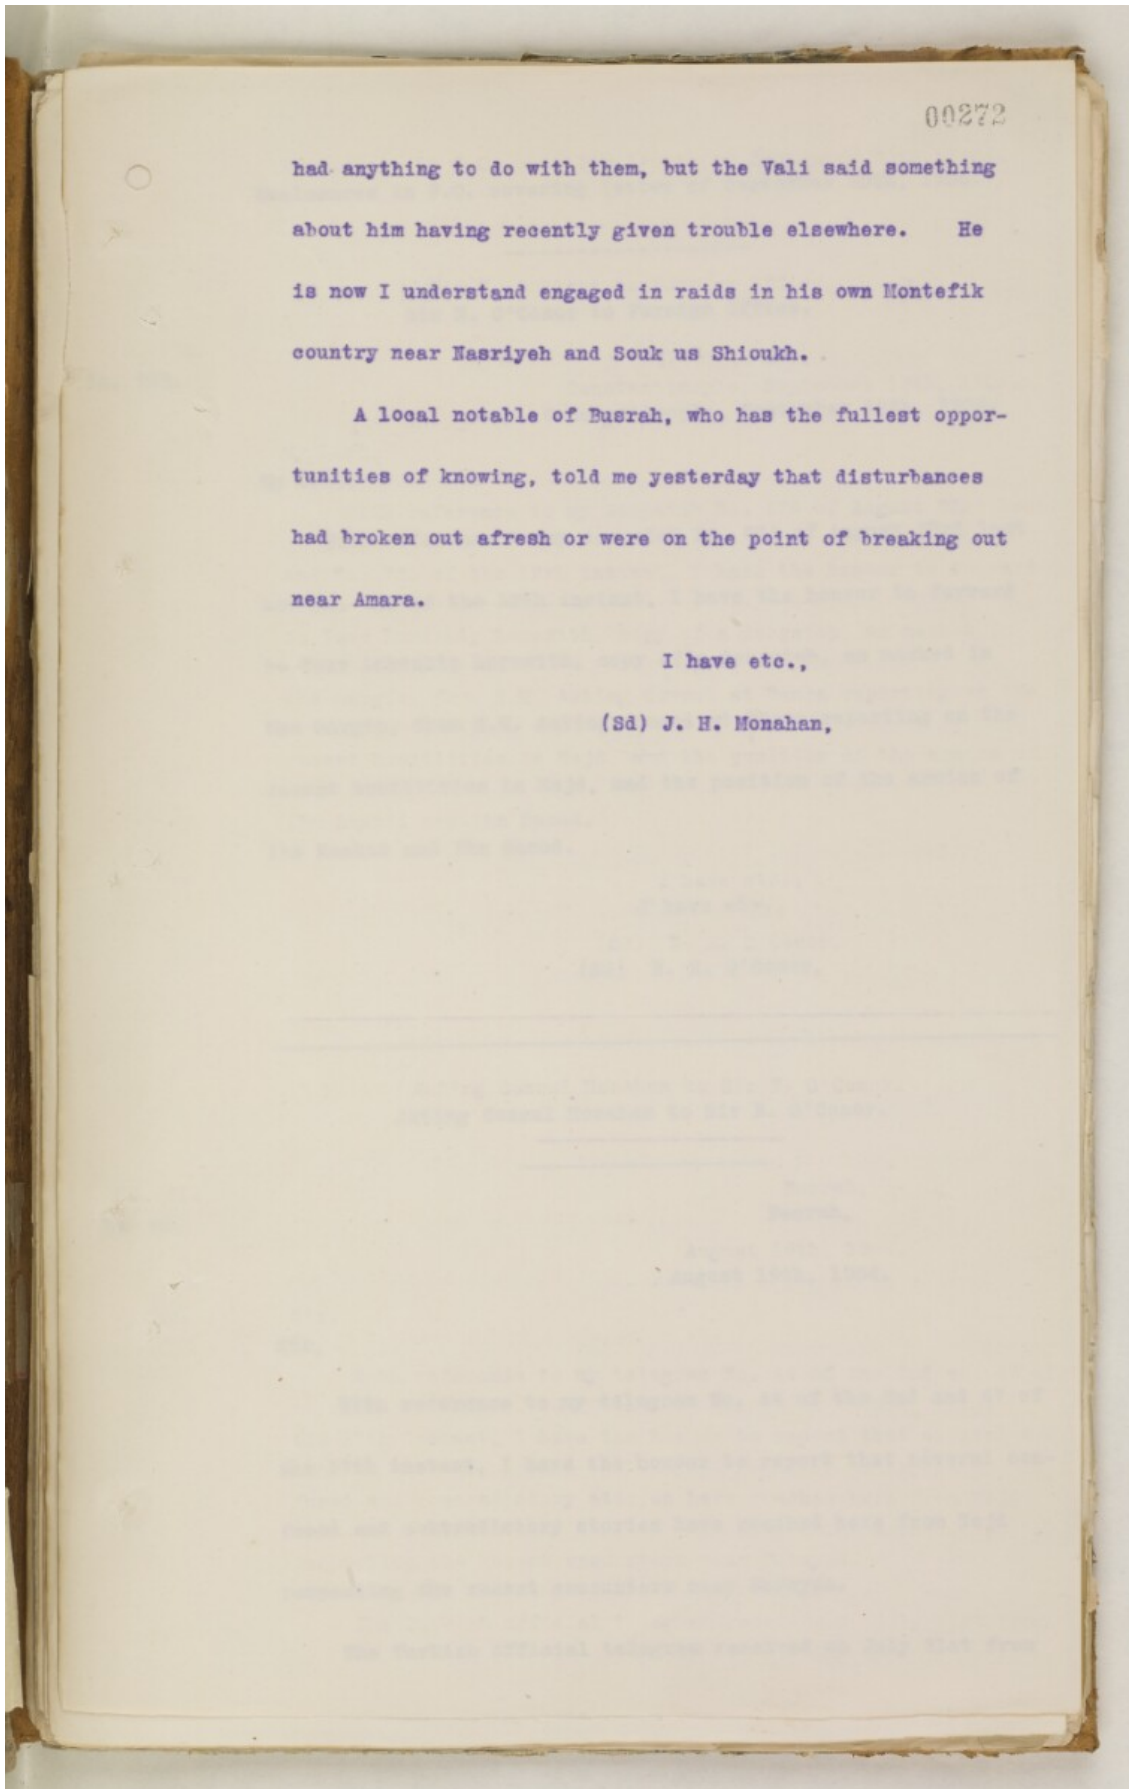 00272
had anything to do with them, but the Vali said something
about him having recently given trouble elsewhere. He
is now I understand engaged in raids in his own Montefik
country near Nasriyeh and Souk us Shioukh.
A local notable of Busrah, who has the fullest oppor-
tunities of knowing, told me yesterday that disturbances
had broken out afresh or were on the point of breaking out
near Amara.
I have etc.,
(Sd) J. H. Monahan,